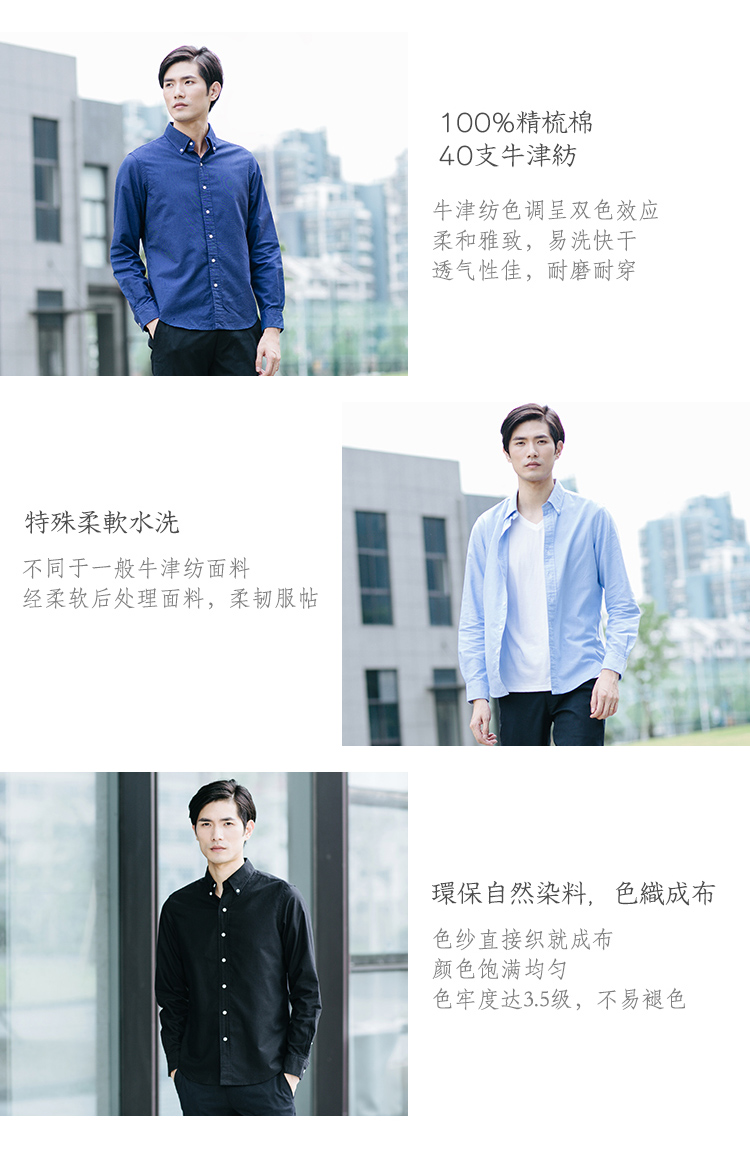 100%精梳棉
40支牛津紡
牛津纺色调呈双色效应
柔和雅致，易洗快干
透气性佳，耐磨耐穿
特殊柔軟水洗
不同于一般牛津纺面料
经柔软后处理面料，柔韧服帖
環保自然染料，色織成布
色纱直接织就成布
颜色饱满均匀
色牢度达3.5级，不易褪色